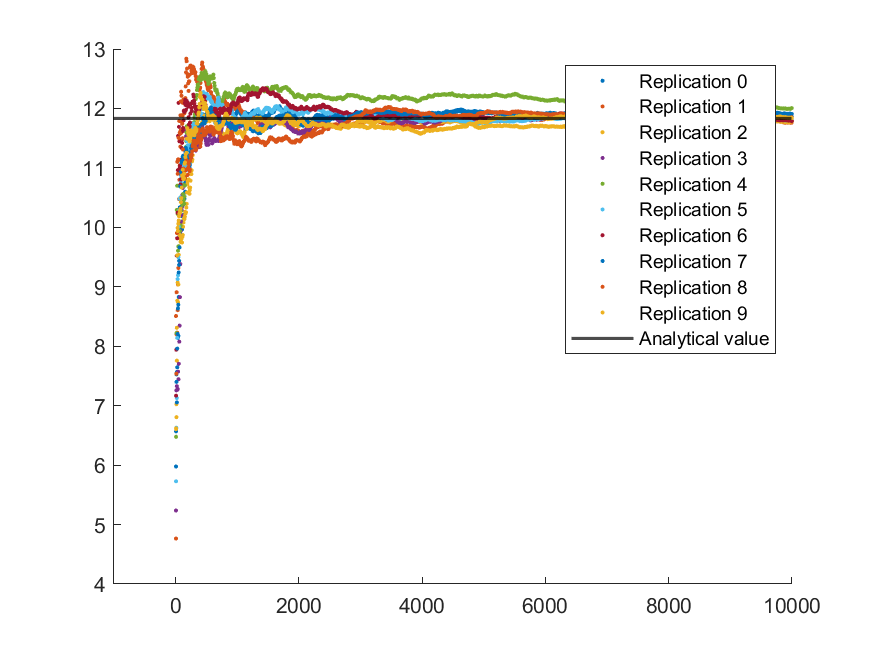 13
12
11
10
9
8
7
6
5
4
0
2000
4000
6000
8000
10000
Replication 0
Replication 1
Replication 2
Replication 3
Replication 4
Replication 5
Replication 6
Replication 7
Replication 8
Replication 9
Analytical value